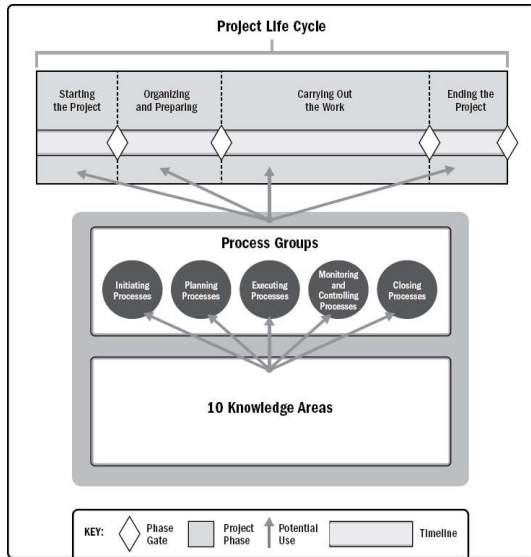 Project Life Cycle
Starting
the Project
Organizing
and Preparing
Carrying Out
the Work
Ending the
Project
Process Groups
Initiating
Processes
Planning
Processes
Executing
Processes
Monitoring
and
Controlling
Processes
Closing
Processes
10 Knowledge Areas
KEY:
Phase
Gate
Project
Phase
Potential
Use
Timeline